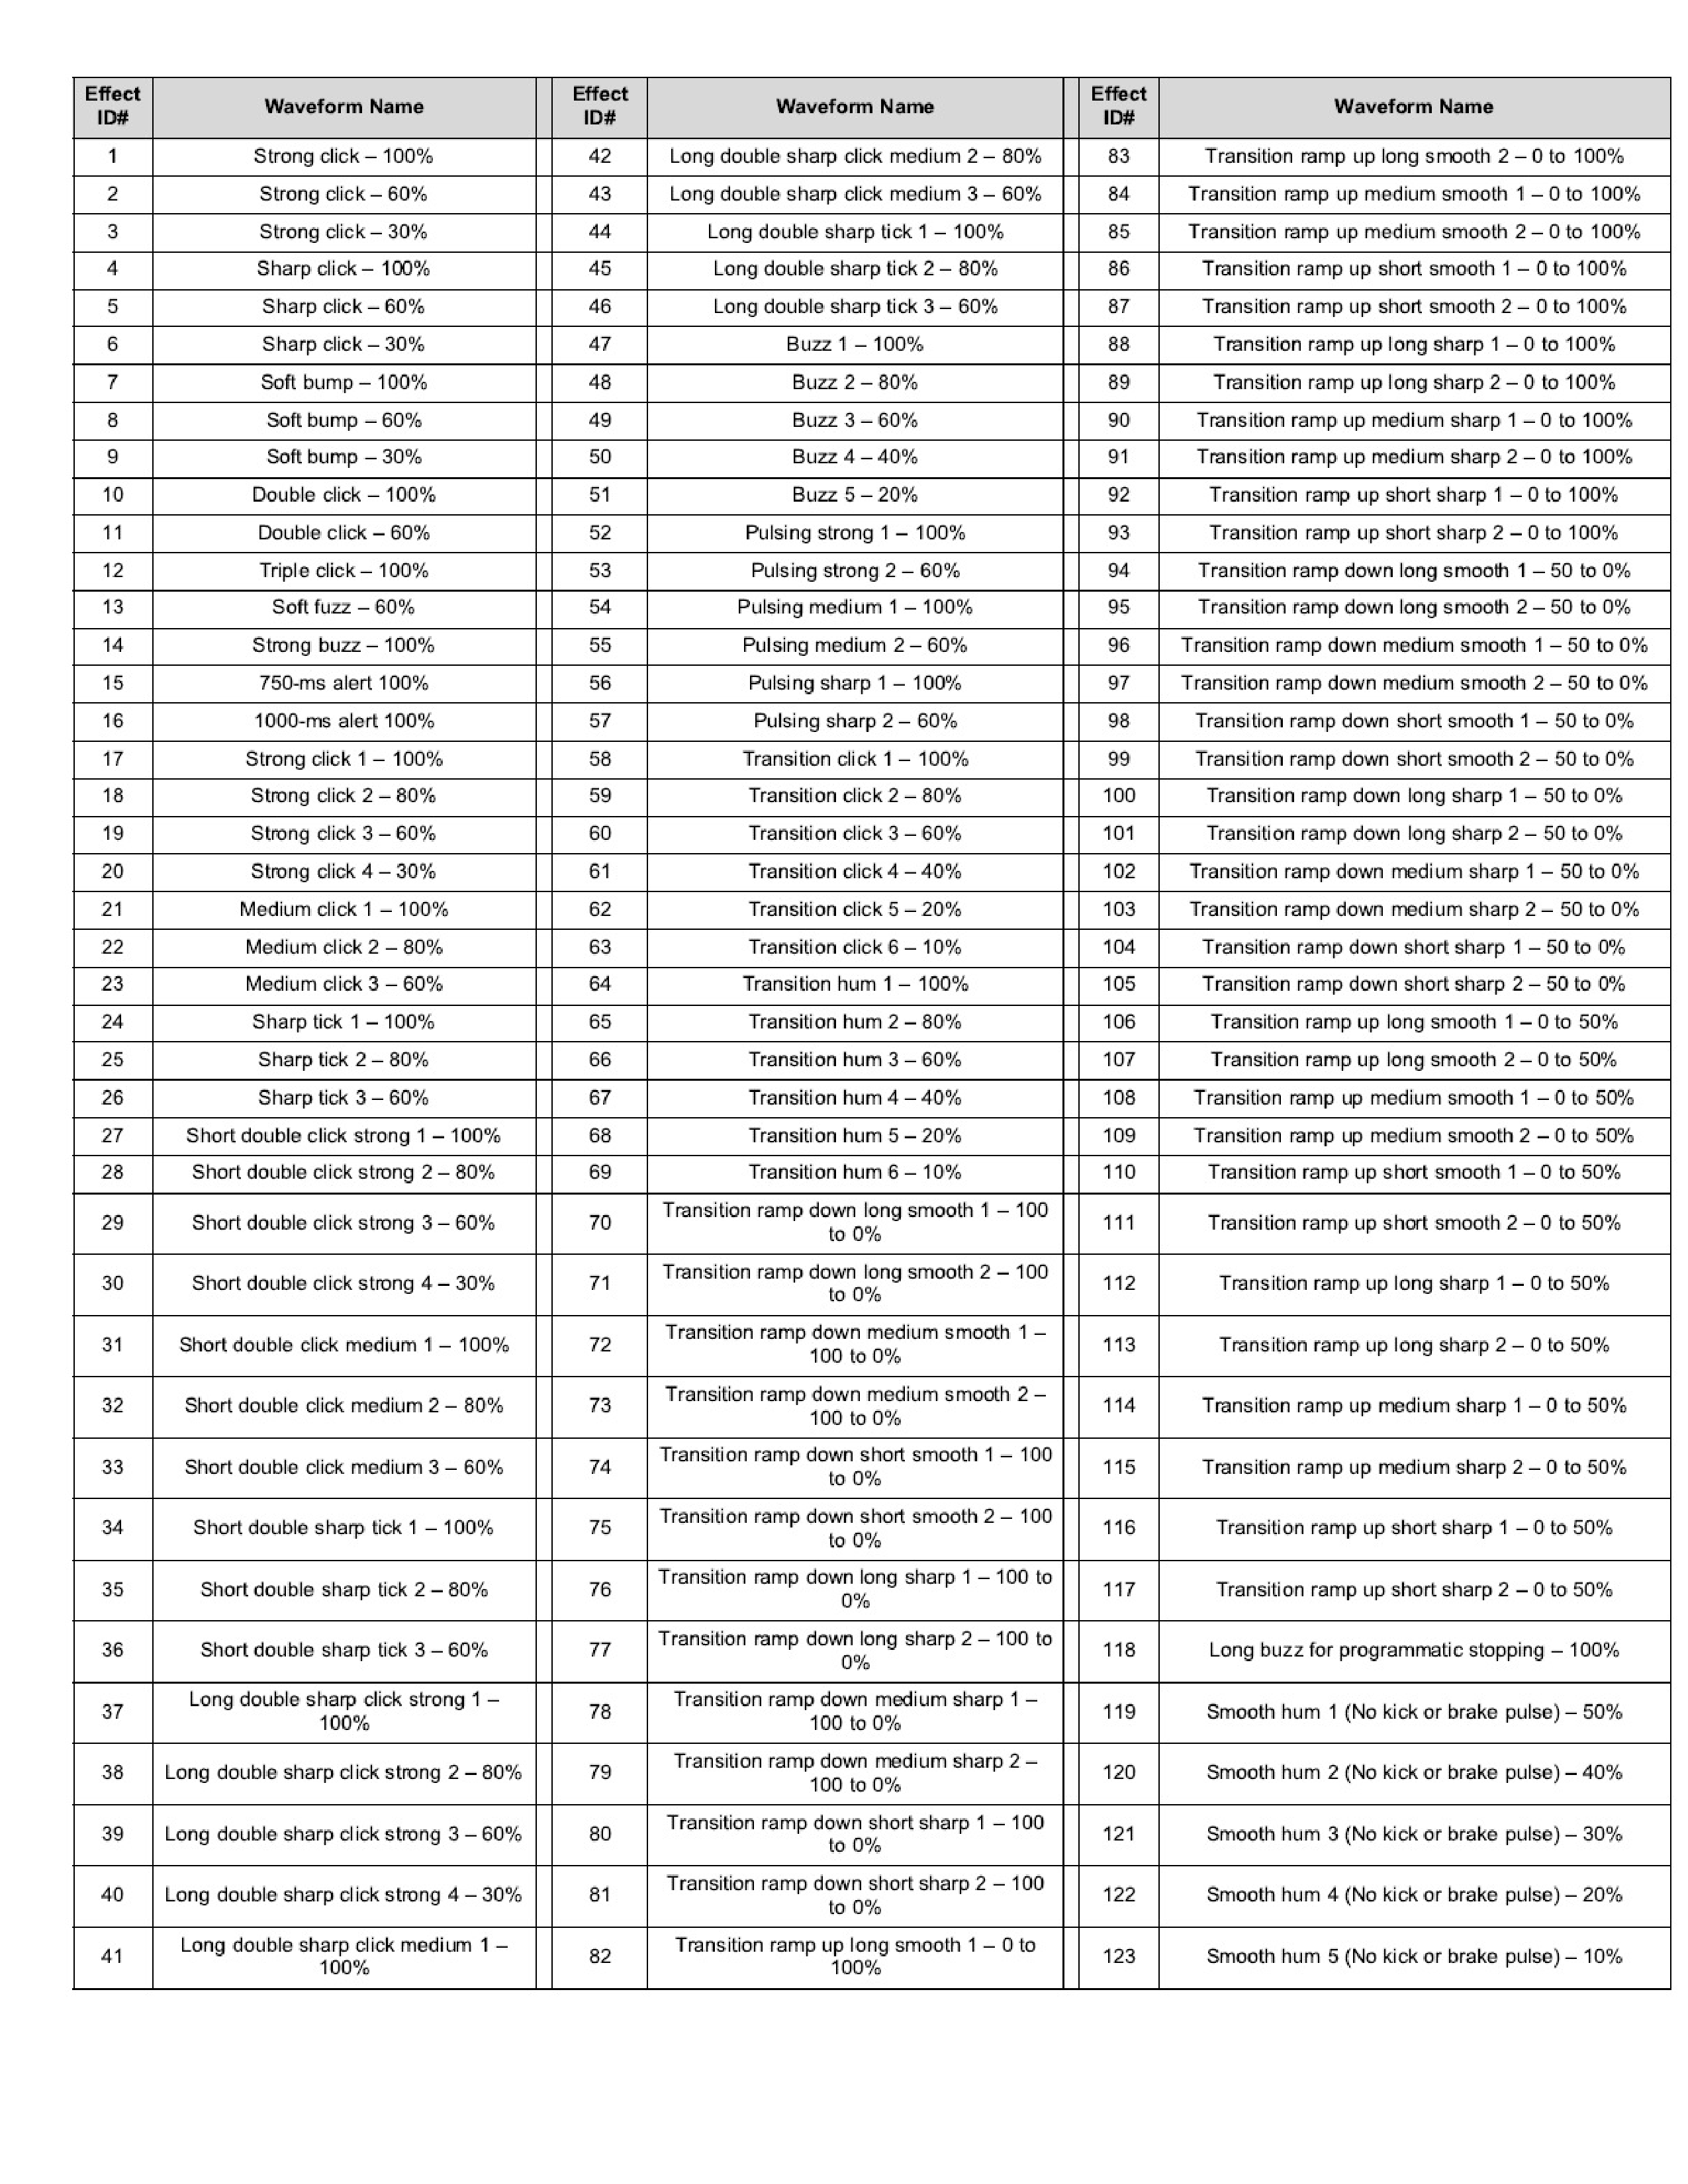 Effect ID# Waveform Name Effect ID# Waveform Name Effect ID# Waveform Name
1 Strong click – 100% 42 Long double sharp click medium 2 – 80% 83 Transition ramp up long smooth 2 – 0 to 100%
2 Strong click – 60% 43 Long double sharp click medium 3 – 60% 84 Transition ramp up medium smooth 1 – 0 to 100%
3 Strong click – 30% 44 Long double sharp tick 1 – 100% 85 Transition ramp up medium smooth 2 – 0 to 100%
4 Sharp click – 100% 45 Long double sharp tick 2 – 80% 86 Transition ramp up short smooth 1 – 0 to 100%
5 Sharp click – 60% 46 Long double sharp tick 3 – 60% 87 Transition ramp up short smooth 2 – 0 to 100%
6 Sharp click – 30% 47 Buzz 1 – 100% 88 Transition ramp up long sharp 1 – 0 to 100%
7 Soft bump – 100% 48 Buzz 2 – 80% 89 Transition ramp up long sharp 2 – 0 to 100%
8 Soft bump – 60% 49 Buzz 3 – 60% 90 Transition ramp up medium sharp 1 – 0 to 100%
9 Soft bump – 30% 50 Buzz 4 – 40% 91 Transition ramp up medium sharp 2 – 0 to 100%
10 Double click – 100% 51 Buzz 5 – 20% 92 Transition ramp up short sharp 1 – 0 to 100%
11 Double click – 60% 52 Pulsing strong 1 – 100% 93 Transition ramp up short sharp 2 – 0 to 100%
12 Triple click – 100% 53 Pulsing strong 2 – 60% 94 Transition ramp down long smooth 1 – 50 to 0%
13 Soft fuzz – 60% 54 Pulsing medium 1 – 100% 95 Transition ramp down long smooth 2 – 50 to 0%
14 Strong buzz – 100% 55 Pulsing medium 2 – 60% 96 Transition ramp down medium smooth 1 – 50 to 0%
15 750-ms alert 100% 56 Pulsing sharp 1 – 100% 97 Transition ramp down medium smooth 2 – 50 to 0%
16 1000-ms alert 100% 57 Pulsing sharp 2 – 60% 98 Transition ramp down short smooth 1 – 50 to 0%
17 Strong click 1 – 100% 58 Transition click 1 – 100% 99 Transition ramp down short smooth 2 – 50 to 0%
18 Strong click 2 – 80% 59 Transition click 2 – 80% 100 Transition ramp down long sharp 1 – 50 to 0%
19 Strong click 3 – 60% 60 Transition click 3 – 60% 101 Transition ramp down long sharp 2 – 50 to 0%
20 Strong click 4 – 30% 61 Transition click 4 – 40% 102 Transition ramp down medium sharp 1 – 50 to 0%
21 Medium click 1 – 100% 62 Transition click 5 – 20% 103 Transition ramp down medium sharp 2 – 50 to 0%
22 Medium click 2 – 80% 63 Transition click 6 – 10% 104 Transition ramp down short sharp 1 – 50 to 0%
23 Medium click 3 – 60% 64 Transition hum 1 – 100% 105 Transition ramp down short sharp 2 – 50 to 0%
24 Sharp tick 1 – 100% 65 Transition hum 2 – 80% 106 Transition ramp up long smooth 1 – 0 to 50%
25 Sharp tick 2 – 80% 66 Transition hum 3 – 60% 107 Transition ramp up long smooth 2 – 0 to 50%
26 Sharp tick 3 – 60% 67 Transition hum 4 – 40% 108 Transition ramp up medium smooth 1 – 0 to 50%
27 Short double click strong 1 – 100% 68 Transition hum 5 – 20% 109 Transition ramp up medium smooth 2 – 0 to 50%
28 Short double click strong 2 – 80% 69 Transition hum 6 – 10% 110 Transition ramp up short smooth 1 – 0 to 50%
29 Short double click strong 3 – 60% 70 Transition ramp down long smooth 1 – 100 to 0% 111 Transition ramp up short smooth 2 – 0 to 50%
30 Short double click strong 4 – 30% 71 Transition ramp down long smooth 2 – 100 to 0% 112 Transition ramp up long sharp 1 – 0 to 50%
31 Short double click medium 1 – 100% 72 Transition ramp down medium smooth 1 – 100 to 0% 113 Transition ramp up long sharp 2 – 0 to 50%
32 Short double click medium 2 – 80% 73 Transition ramp down medium smooth 2 – 100 to 0% 114 Transition ramp up medium sharp 1 – 0 to 50%
33 Short double click medium 3 – 60% 74 Transition ramp down short smooth 1 – 100 to 0% 115 Transition ramp up medium sharp 2 – 0 to 50%
34 Short double sharp tick 1 – 100% 75 Transition ramp down short smooth 2 – 100 to 0% 116 Transition ramp up short sharp 1 – 0 to 50%
35 Short double sharp tick 2 – 80% 76 Transition ramp down long sharp 1 – 100 to 0% 117 Transition ramp up short sharp 2 – 0 to 50%
36 Short double sharp tick 3 – 60% 77 Transition ramp down long sharp 2 – 100 to 0% 118 Long buzz for programmatic stopping – 100%
37 Long double sharp click strong 1 – 100% 78 Transition ramp down medium sharp 1 – 100 to 0% 119 Smooth hum 1 (No kick or brake pulse) – 50%
38 Long double sharp click strong 2 – 80% 79 Transition ramp down medium sharp 2 – 100 to 0% 120 Smooth hum 2 (No kick or brake pulse) – 40%
39 Long double sharp click strong 3 – 60% 80 Transition ramp down short sharp 1 – 100 to 0% 121 Smooth hum 3 (No kick or brake pulse) – 30%
40 Long double sharp click strong 4 – 30% 81 Transition ramp down short sharp 2 – 100 to 0% 122 Smooth hum 4 (No kick or brake pulse) – 20%
41 Long double sharp click medium 1 – 100% 82 Transition ramp up long smooth 1 – 0 to 100% 123 Smooth hum 5 (No kick or brake pulse) – 10%